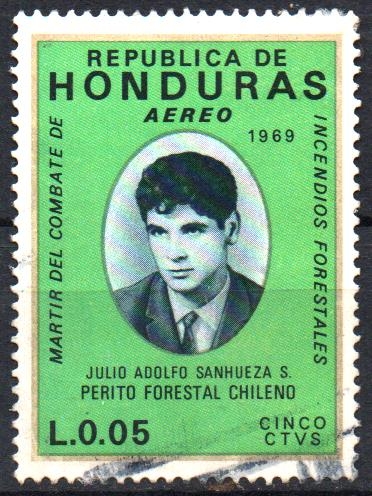 REPUBLICA DE
HONDURAS
AEREO
1969
MARTIR DEL COMBATE DE
INCENDIOS FORESTALES
JULIO ADOLFO SANHUEZA S.
PERITO FORESTAL CHILENO
L.0.05
CINCO
CTVS